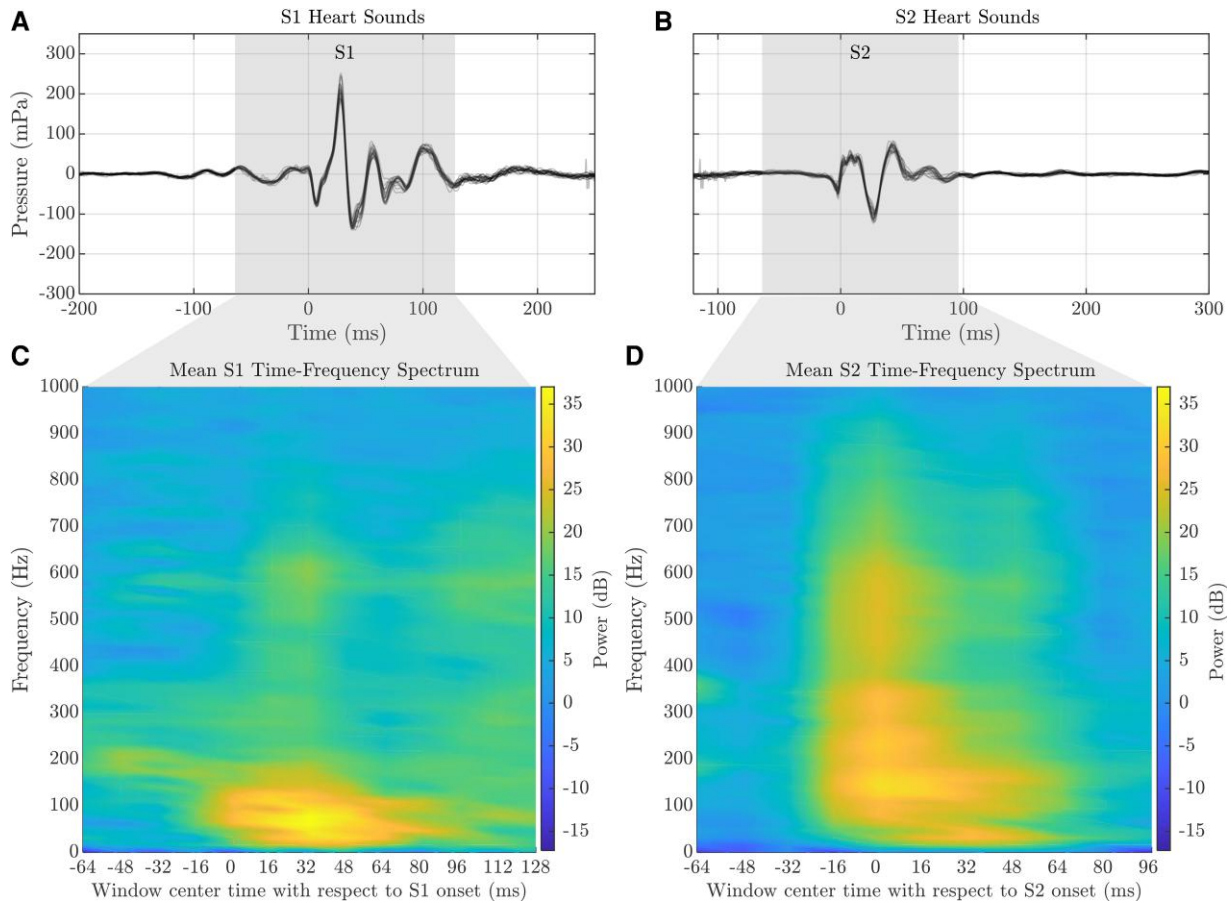 A
S1 Heart Sounds
S1
Pressure (mPa)
300
200
100
0
-100
-200
-300
-200 -100 0 100 200
Time (ms)
B
S2 Heart Sounds
S2
-100 0 100 200 300
Time (ms)
C
Mean S1 Time-Frequency Spectrum
Frequency (Hz)
1000
900
800
700
600
500
400
300
200
100
0
-64 -48 -32 -16 0 16 32 48 64 80 96 112 128
Window center time with respect to S1 onset (ms)
35
30
25
20
15
10
5
0
-5
-10
-15
Power (dB)
D
Mean S2 Time-Frequency Spectrum
Frequency (Hz)
1000
900
800
700
600
500
400
300
200
100
0
-64 -48 -32 -16 0 16 32 48 64 80 96
Window center time with respect to S2 onset (ms)
35
30
25
20
15
10
5
0
-5
-10
-15
Power (dB)